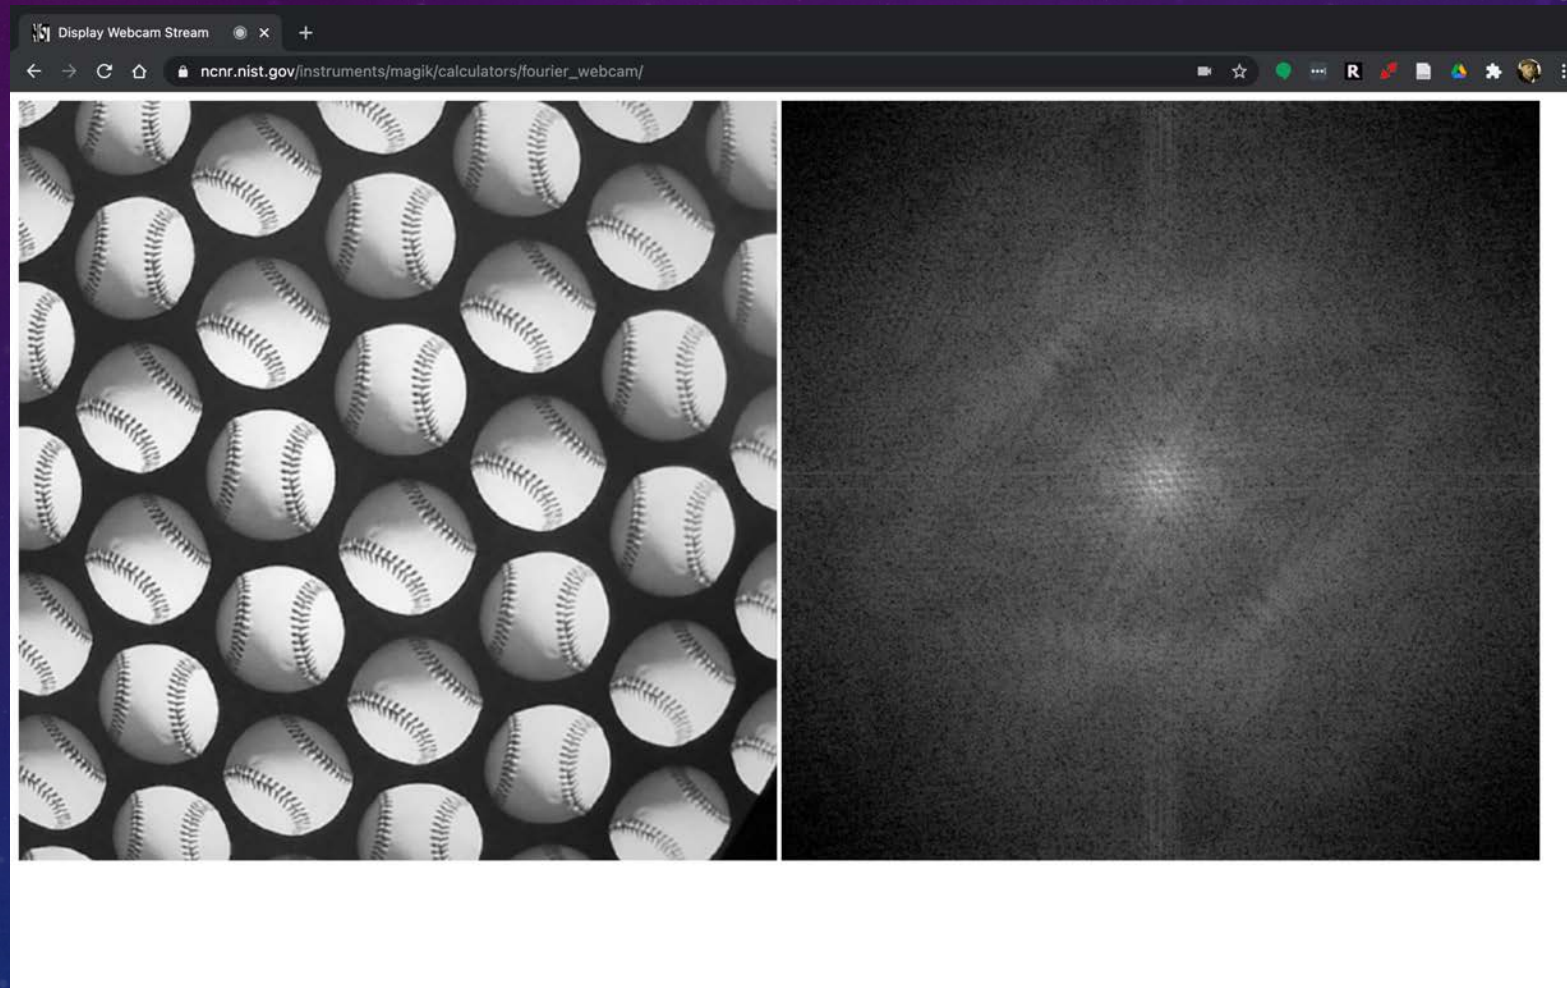 Display Webcam Stream
ncnr.nist.gov/instruments/magik/calculators/fourier_webcam/
R